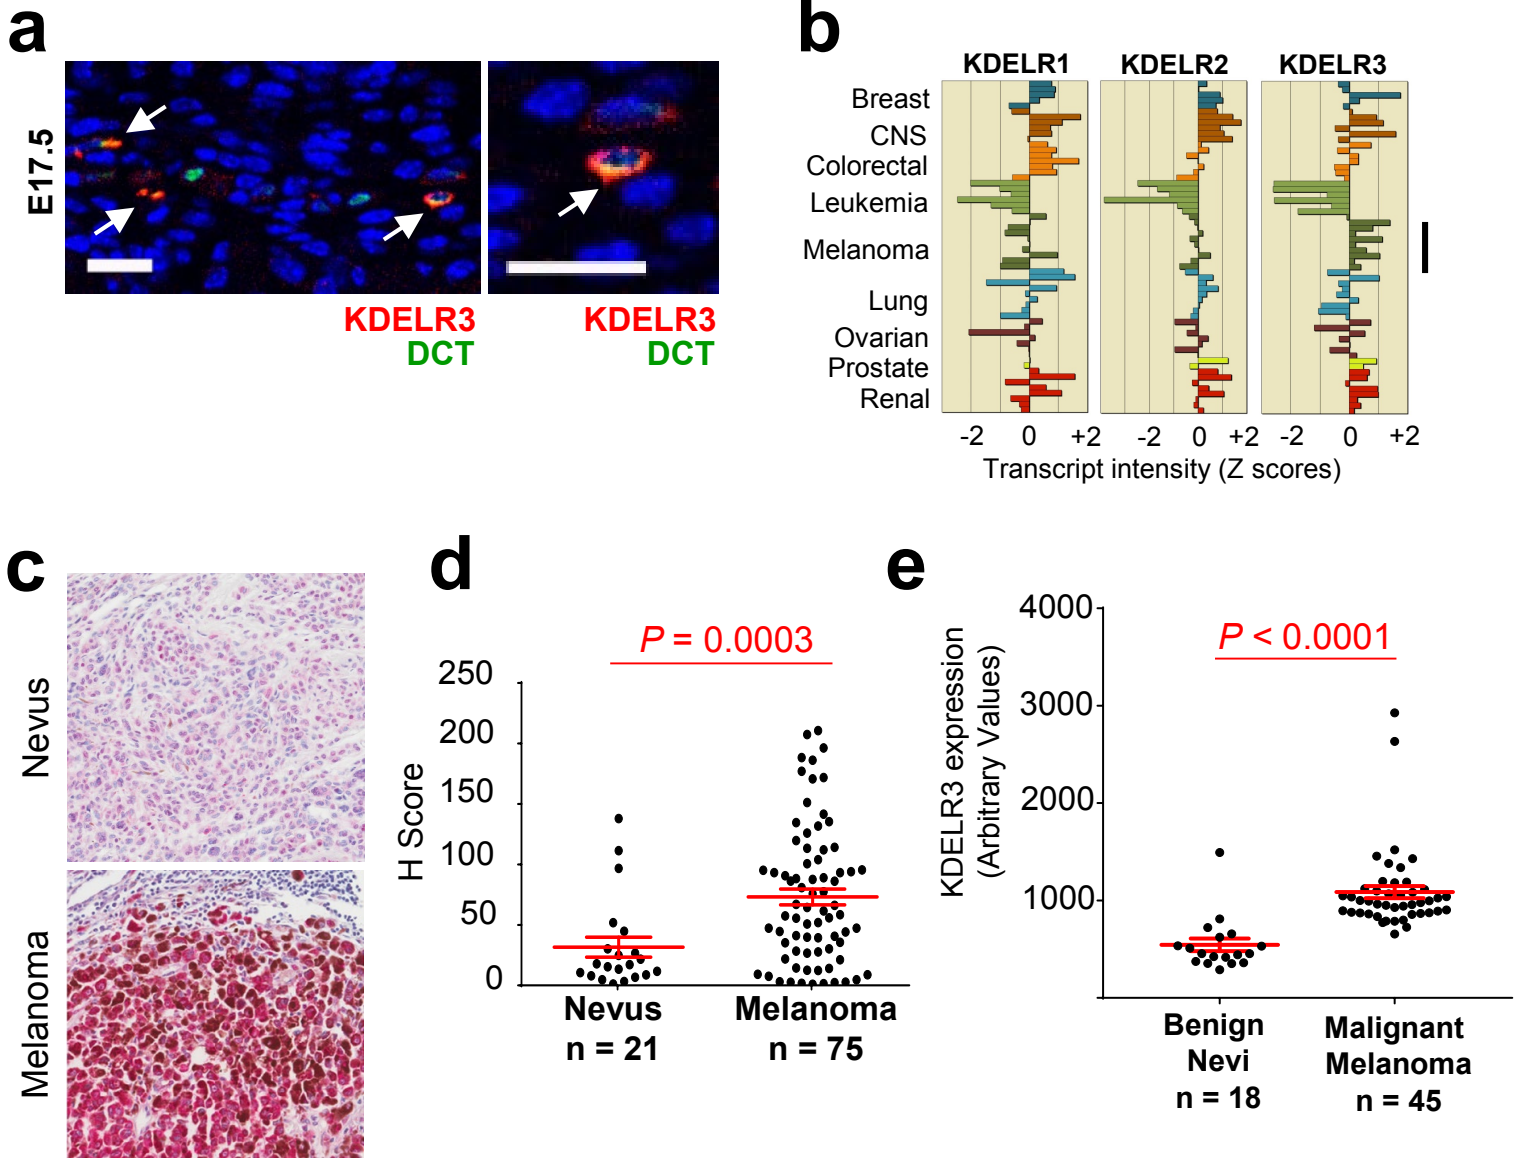 a
E17.5
KDELR3
DCT
KDELR3
DCT
b
KDELR1 KDELR2 KDELR3
Breast
CNS
Colorectal
Leukemia
Melanoma
Lung
Ovarian
Prostate
Renal
-2 0 +2 -2 0 +2 -2 0 +2
Transcript intensity (Z scores)
c
Nevus
Melanoma
d
P = 0.0003
H Score
250
200
150
100
50
0
Nevus Melanoma
n = 21 n = 75
e
P < 0.0001
KDELR3 expression
(Arbitrary Values)
4000
3000
2000
1000
Benign
Nevi
n = 18
Malignant
Melanoma
n = 45